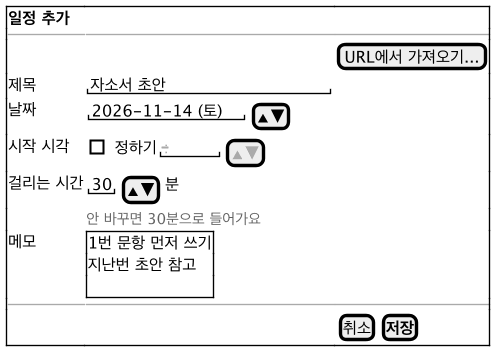 일정 추가
URL에서 가져오기...
제목 자소서 초안
날짜 2026-11-14 (토) ▲▼
시작 시각 정하기 -- ▲▼
걸리는 시간 30 ▲▼ 분
안 바꾸면 30분으로 들어가요
메모 1번 문항 먼저 쓰기
지난번 초안 참고
취소 저장